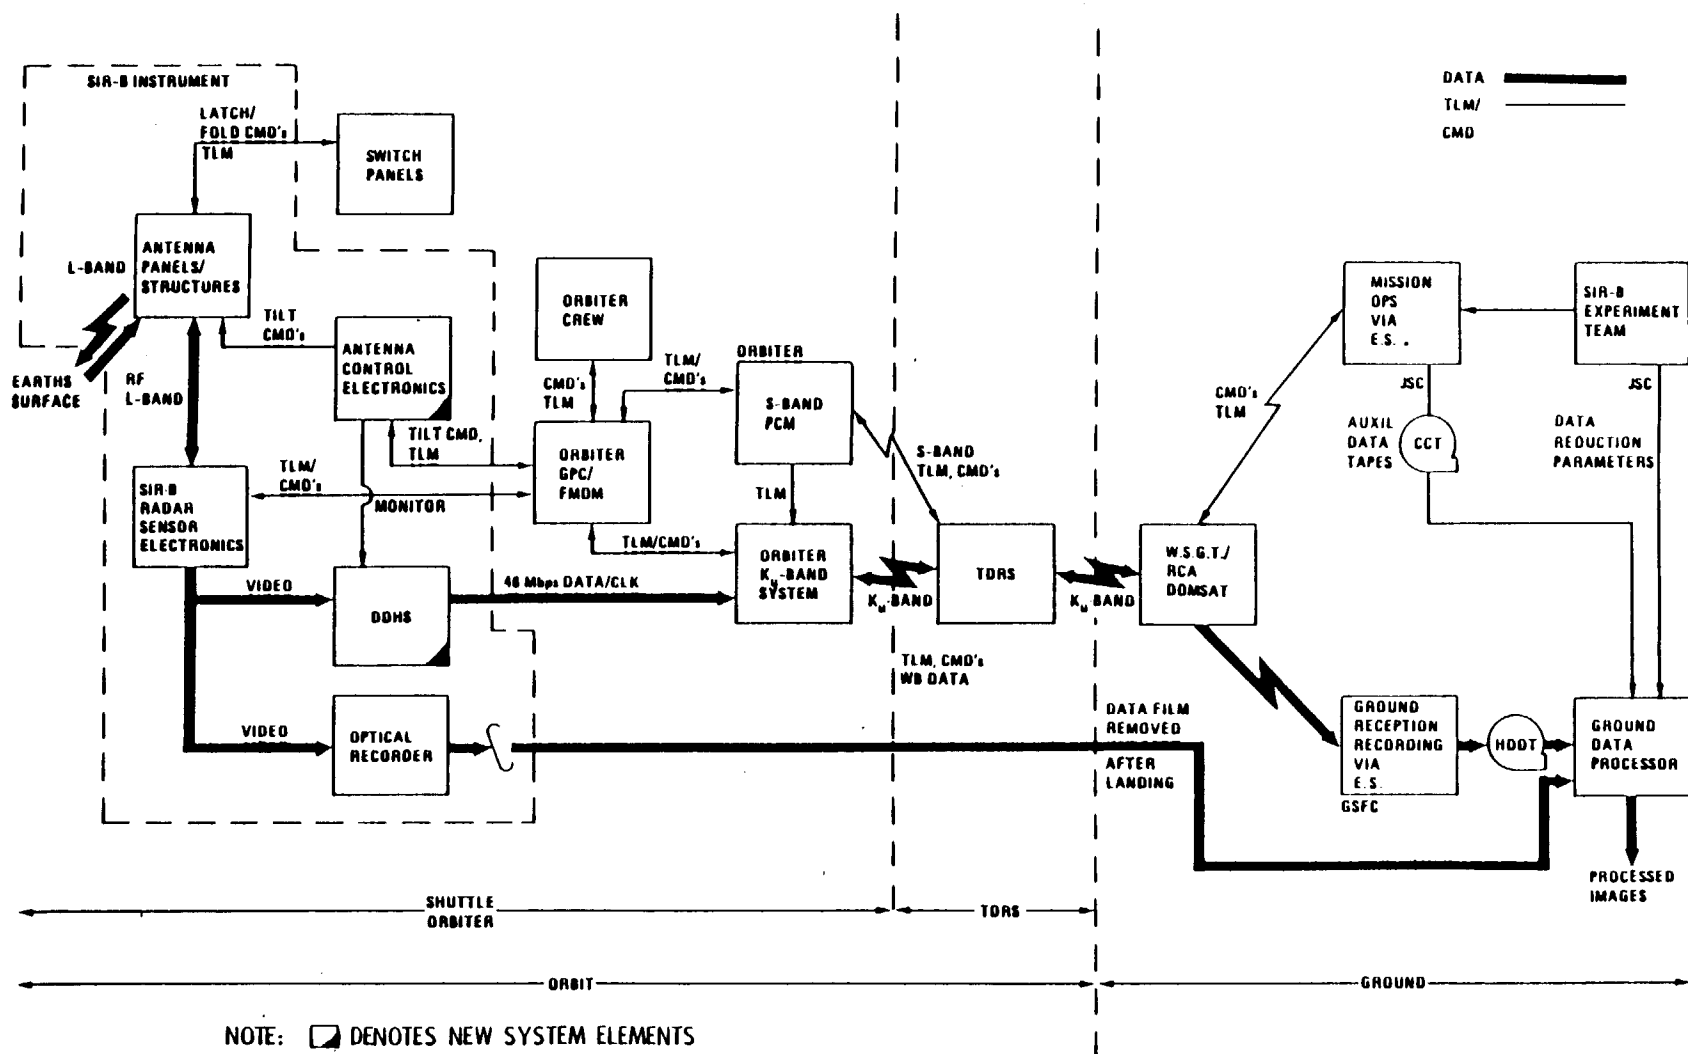 SIR-B INSTRUMENT
LATCH/
FOLD CMD's
TLM
SWITCH
PANELS
DATA
TLM/
CMD
L-BAND
ANTENNA
PANELS/
STRUCTURES
TILT
CMD's
EARTHS
SURFACE
RF
L-BAND
ANTENNA
CONTROL
ELECTRONICS
ORBITER
CREW
CMD's
TLM
TLM/
CMD's
ORBITER
S-BAND
PCM
TILT CMD,
TLM
ORBITER
GPC/
FMDM
S-BAND
TLM, CMD's
TLM
SIR-B
RADAR
SENSOR
ELECTRONICS
TLM/
CMD's
MONITOR
TLM/CMD's
ORBITER
Ku-BAND
SYSTEM
Ku-BAND
TDRS
Ku-BAND
W.S.G.T./
RCA
DOMSAT
CMD's
TLM
MISSION
OPS
VIA
E.S.
JSC
SIR-B
EXPERIMENT
TEAM
JSC
AUXIL
DATA
TAPES
CCT
DATA
REDUCTION
PARAMETERS
VIDEO
DDHS
46 Mbps DATA/CLK
TLM, CMD's
WB DATA
VIDEO
OPTICAL
RECORDER
DATA FILM
REMOVED
AFTER
LANDING
GROUND
RECEPTION
RECORDING
VIA
E.S.
GSFC
HDDT
GROUND
DATA
PROCESSOR
PROCESSED
IMAGES
SHUTTLE
ORBITER
TDRS
ORBIT
GROUND
NOTE: DENOTES NEW SYSTEM ELEMENTS